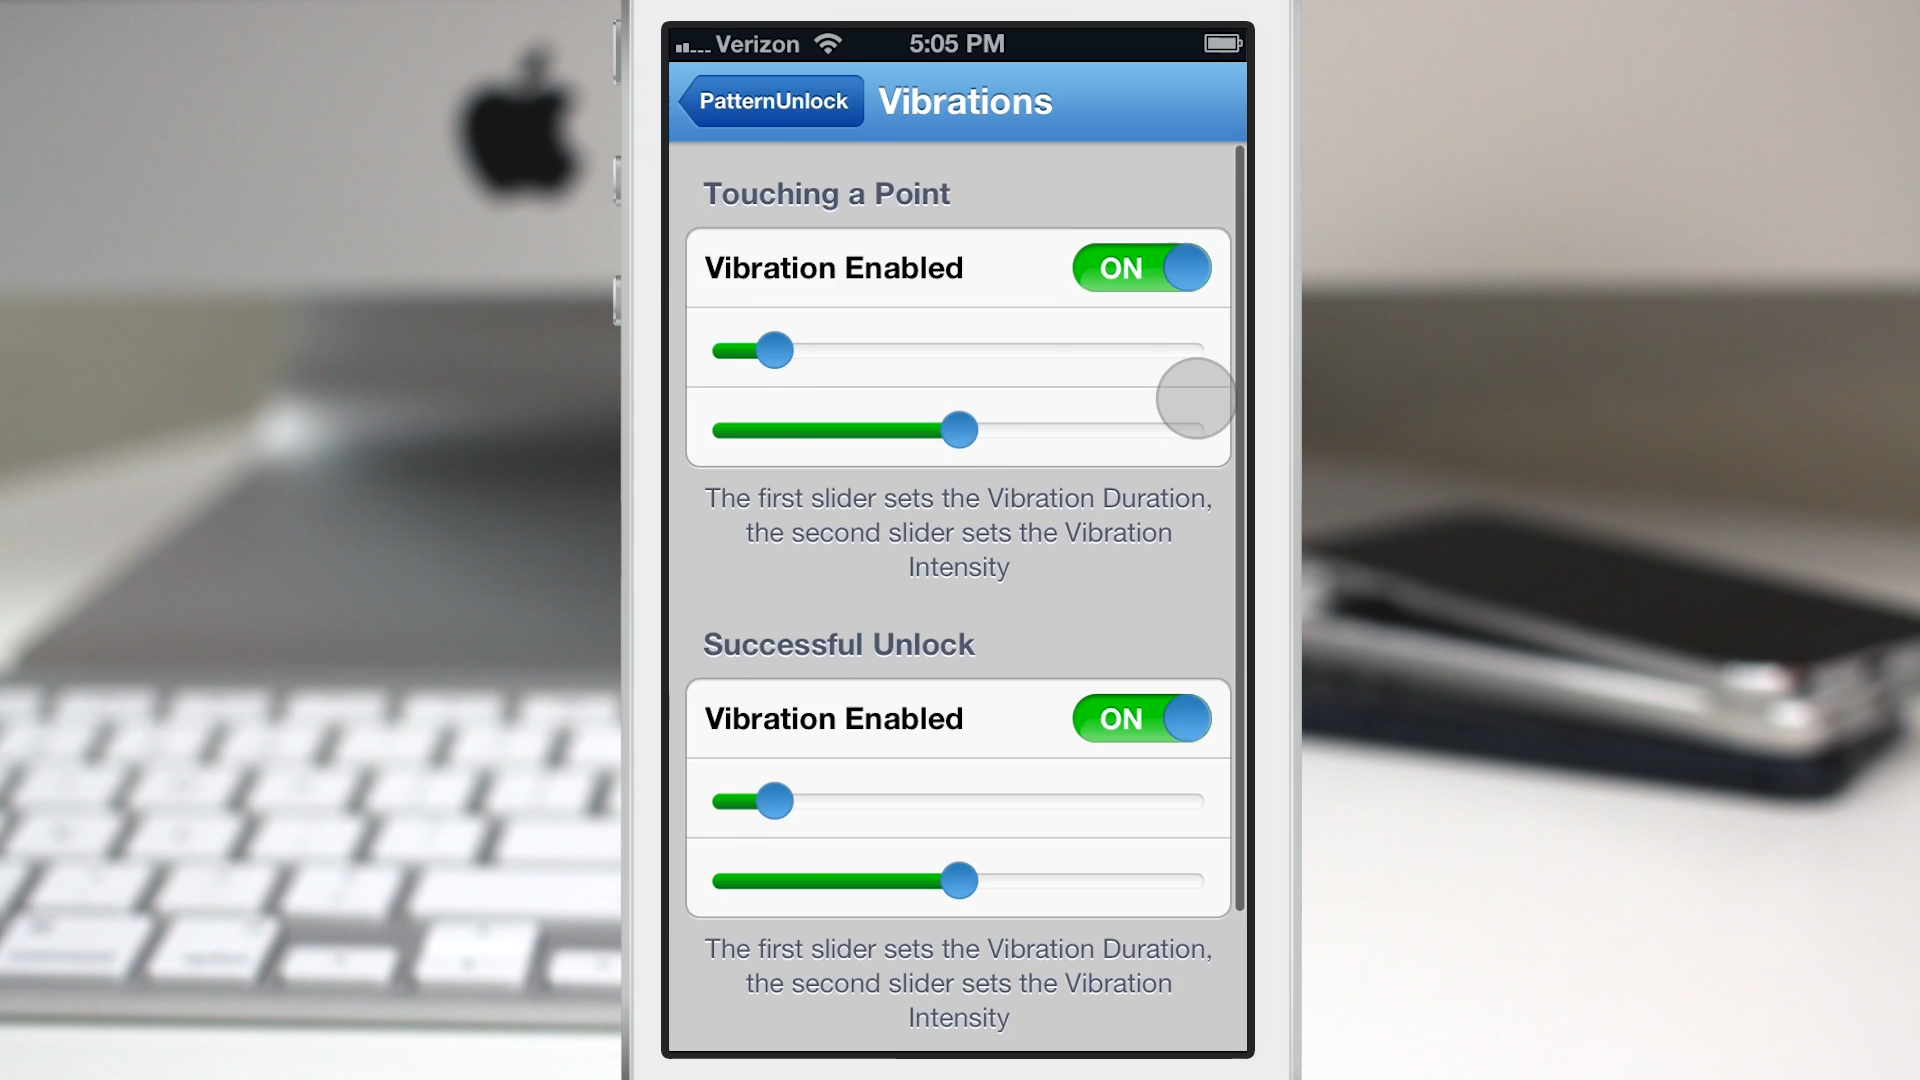 Verizon 5:05 PM
PatternUnlock Vibrations
Touching a Point
Vibration Enabled ON
The first slider sets the Vibration Duration,
the second slider sets the Vibration
Intensity
Successful Unlock
Vibration Enabled ON
The first slider sets the Vibration Duration,
the second slider sets the Vibration
Intensity